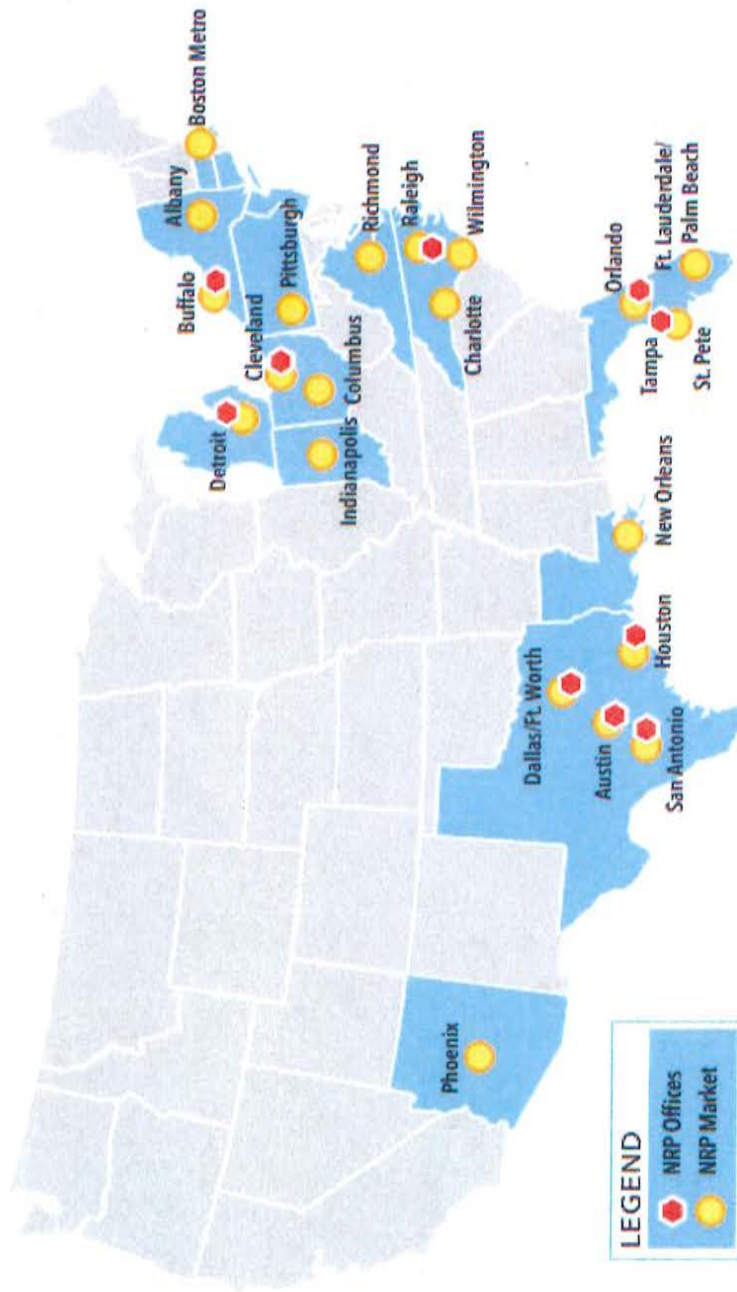 Boston Metro
Albany
Buffalo
Pittsburgh
Cleveland
Detroit
Columbus
Indianapolis
Richmond
Raleigh
Wilmington
Charlotte
Orlando
Ft. Lauderdale/
Palm Beach
Tampa
St. Pete
New Orleans
Houston
Dallas/Ft. Worth
Austin
San Antonio
Phoenix
LEGEND
NRP Offices
NRP Market